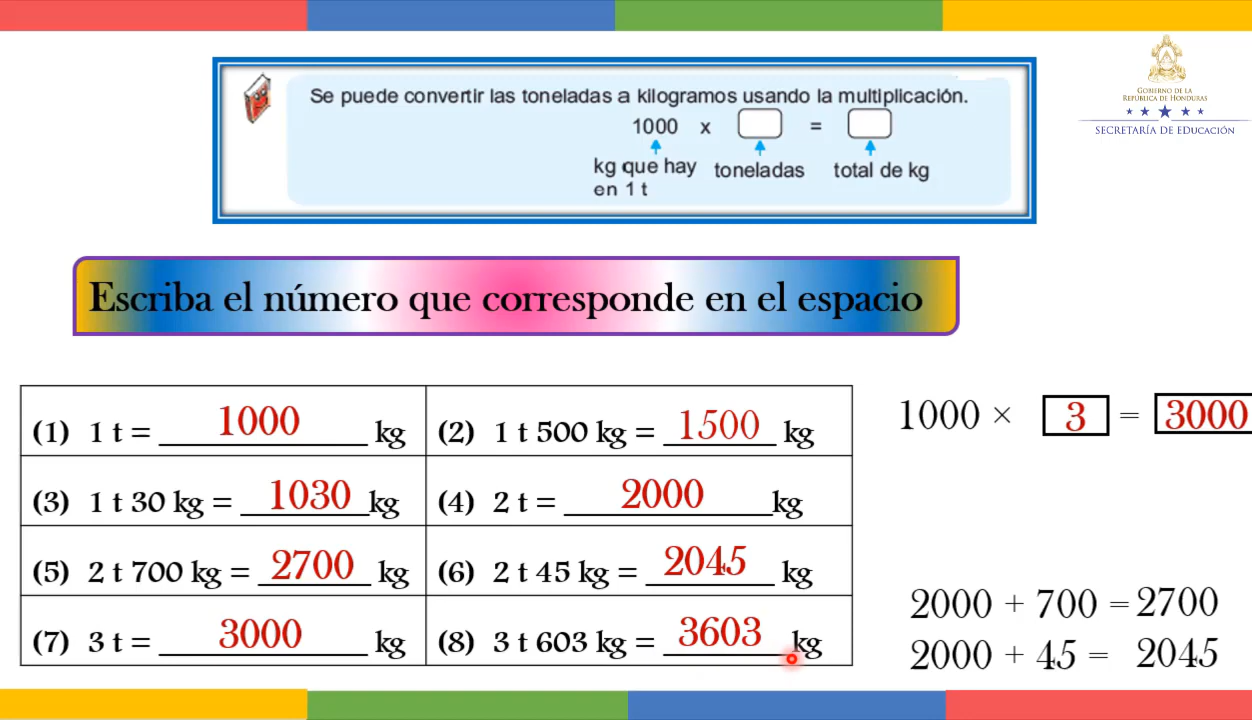 Se puede convertir las toneladas a kilogramos usando la multiplicación.
1000 x =
kg que hay en 1 t
toneladas
total de kg
GOBIERNO DE LA
REPÚBLICA DE HONDURAS
SECRETARÍA DE EDUCACIÓN
Escriba el número que corresponde en el espacio
(1) 1 t = 1000 kg
(2) 1 t 500 kg = 1500 kg
(3) 1 t 30 kg = 1030 kg
(4) 2 t = 2000 kg
(5) 2 t 700 kg = 2700 kg
(6) 2 t 45 kg = 2045 kg
(7) 3 t = 3000 kg
(8) 3 t 603 kg = 3603 kg
1000 × 3 = 3000
2000 + 700 = 2700
2000 + 45 = 2045